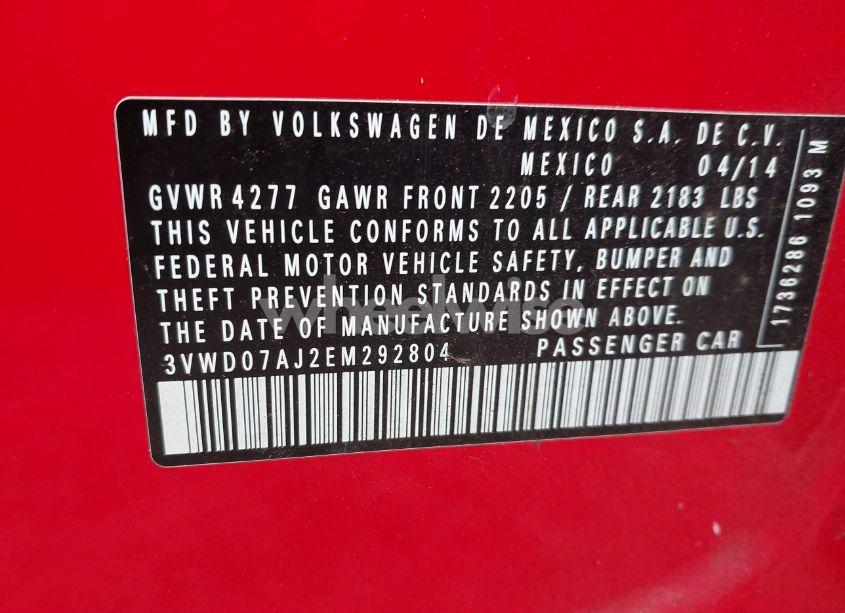 MFD BY VOLKSWAGEN DE MEXICO S.A. DE C.V.
MEXICO 04/14
GVWR 4277 GAWR FRONT 2205 / REAR 2183 LBS
THIS VEHICLE CONFORMS TO ALL APPLICABLE U.S.
FEDERAL MOTOR VEHICLE SAFETY, BUMPER AND
THEFT PREVENTION STANDARDS IN EFFECT ON
THE DATE OF MANUFACTURE SHOWN ABOVE.
3VWD07AJ2EM292804 PASSENGER CAR
1736286 1093 M